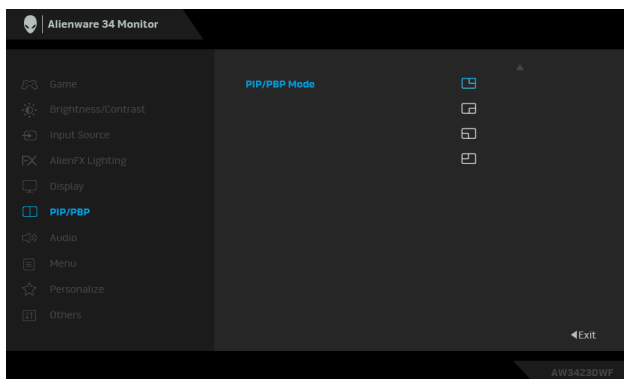 Alienware 34 Monitor
Game
PIP/PBP Mode
Brightness/Contrast
Input Source
AlienFX Lighting
Display
PIP/PBP
Audio
Menu
Personalize
Others
Exit
AW3423DWF